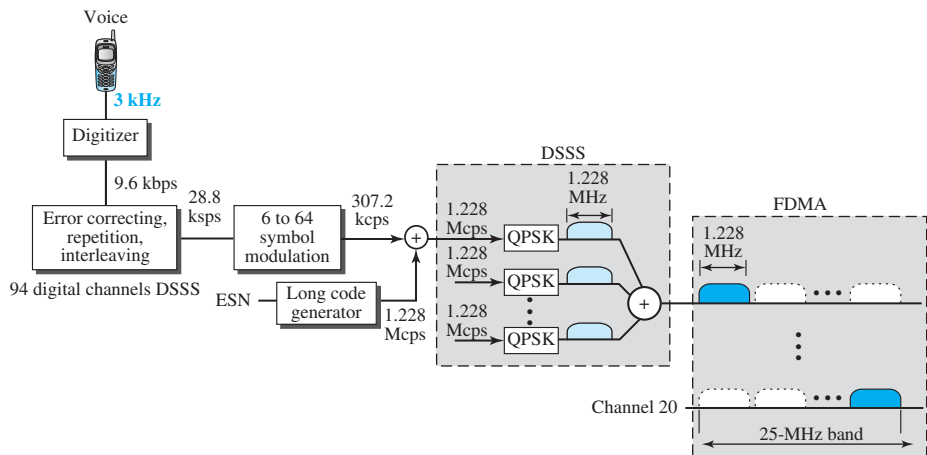 Voice
3 kHz
Digitizer
9.6 kbps
Error correcting,
repetition,
interleaving
94 digital channels DSSS
28.8
ksps
6 to 64
symbol
modulation
307.2
kcps
+
ESN
Long code
generator
1.228
Mcps
DSSS
1.228
MHz
1.228
Mcps
QPSK
1.228
Mcps
QPSK
1.228
Mcps
QPSK
+
FDMA
1.228
MHz
Channel 20
25-MHz band